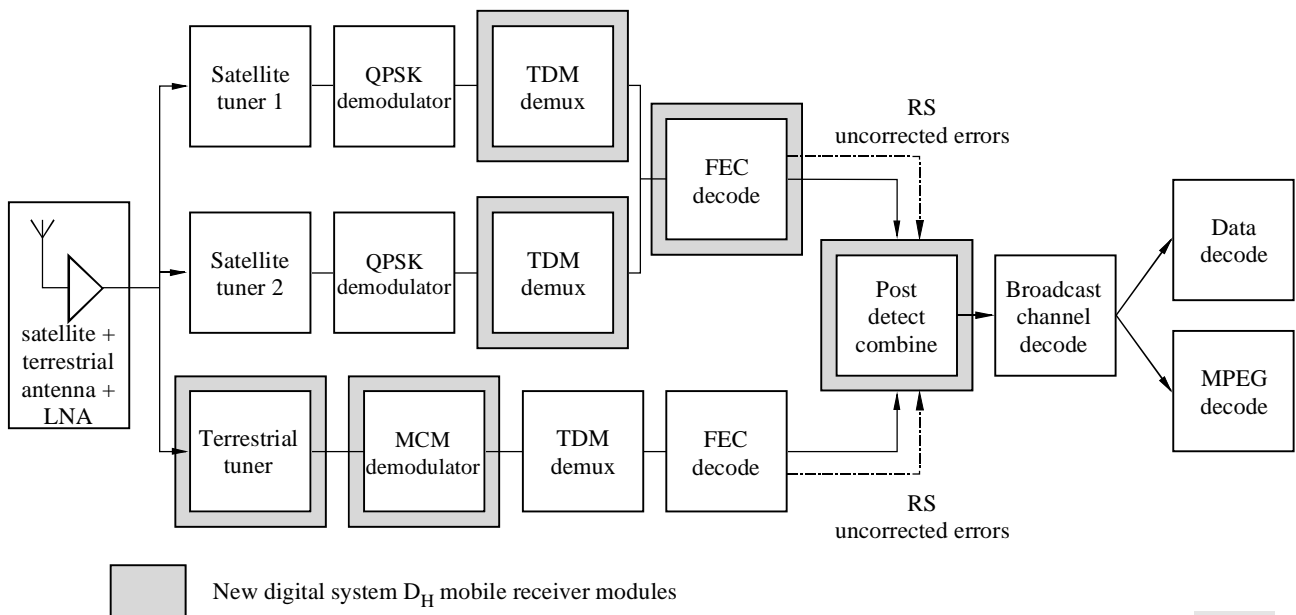 Satellite
tuner 1
QPSK
demodulator
TDM
demux
FEC
decode
RS
uncorrected errors
Satellite
tuner 2
QPSK
demodulator
TDM
demux
satellite +
terrestrial
antenna +
LNA
Post
detect
combine
Broadcast
channel
decode
Data
decode
MPEG
decode
Terrestrial
tuner
MCM
demodulator
TDM
demux
FEC
decode
RS
uncorrected errors
New digital system D_H mobile receiver modules